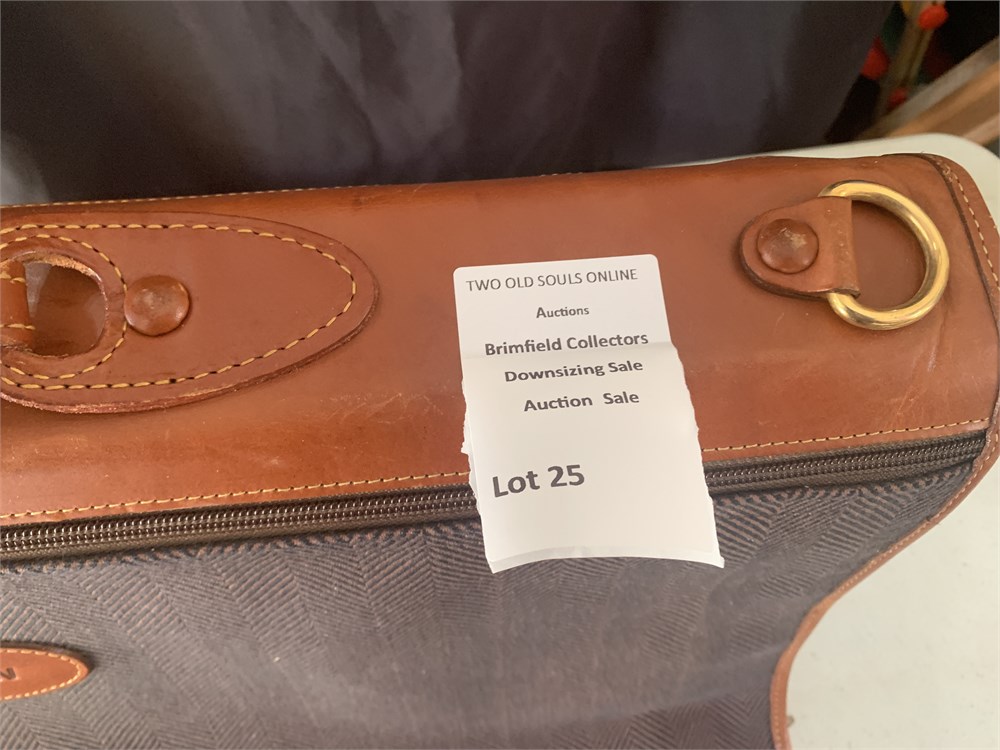 TWO OLD SOULS ONLINE
Auctions
Brimfield Collectors
Downsizing Sale
Auction Sale
Lot 25
N